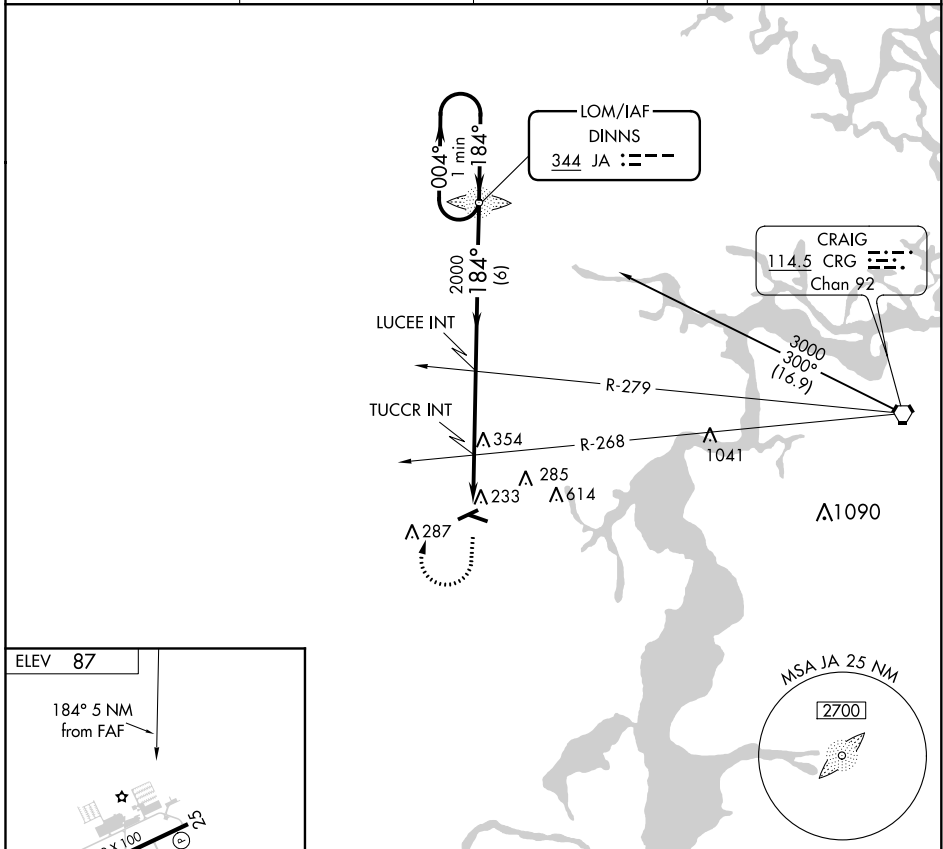 LOM/IAF
DINNS
344 JA
004°
1 min
184°
CRAIG
114.5 CRG
Chan 92
2000
184°
(6)
LUCEE INT
3000
300°
(16.9)
R-279
TUCCR INT
354
R-268
1041
285
233
614
287
1090
ELEV 87
184° 5 NM
from FAF
MSA JA 25 NM
2700
25
X 100
P